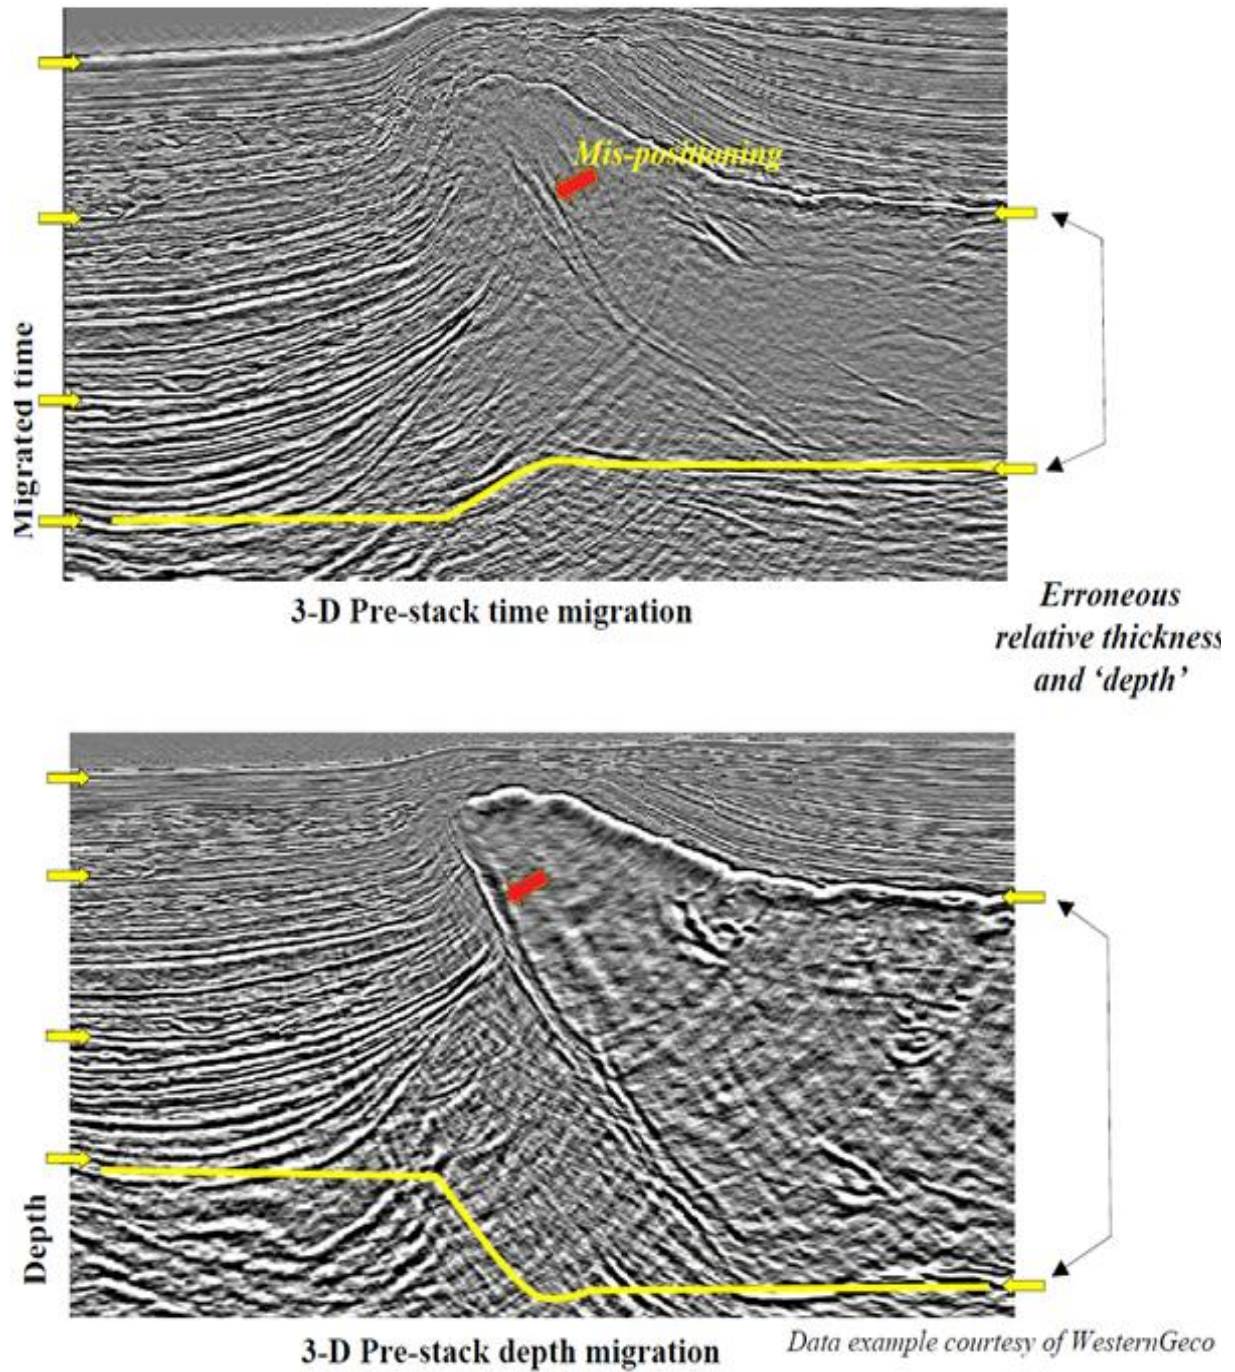 Mis-positioning
Migrated time
3-D Pre-stack time migration
Erroneous
relative thickness
and ‘depth’
Depth
3-D Pre-stack depth migration
Data example courtesy of WesternGeco